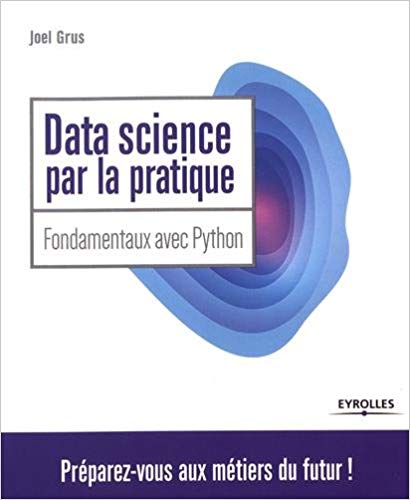 Joel Grus
Data science
par la pratique
Fondamentaux avec Python
EYROLLES
Préparez-vous aux métiers du futur !